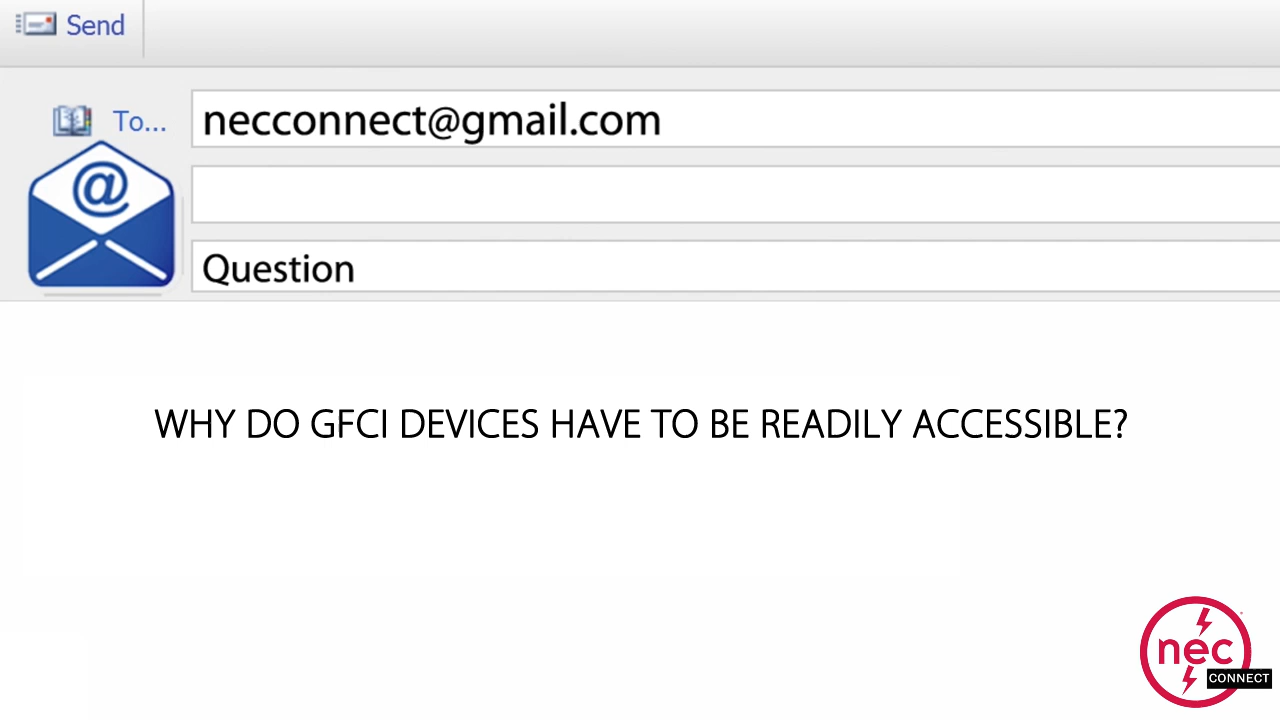 Send
To...
necconnect@gmail.com
@
Question
WHY DO GFCI DEVICES HAVE TO BE READILY ACCESSIBLE?
nec
CONNECT